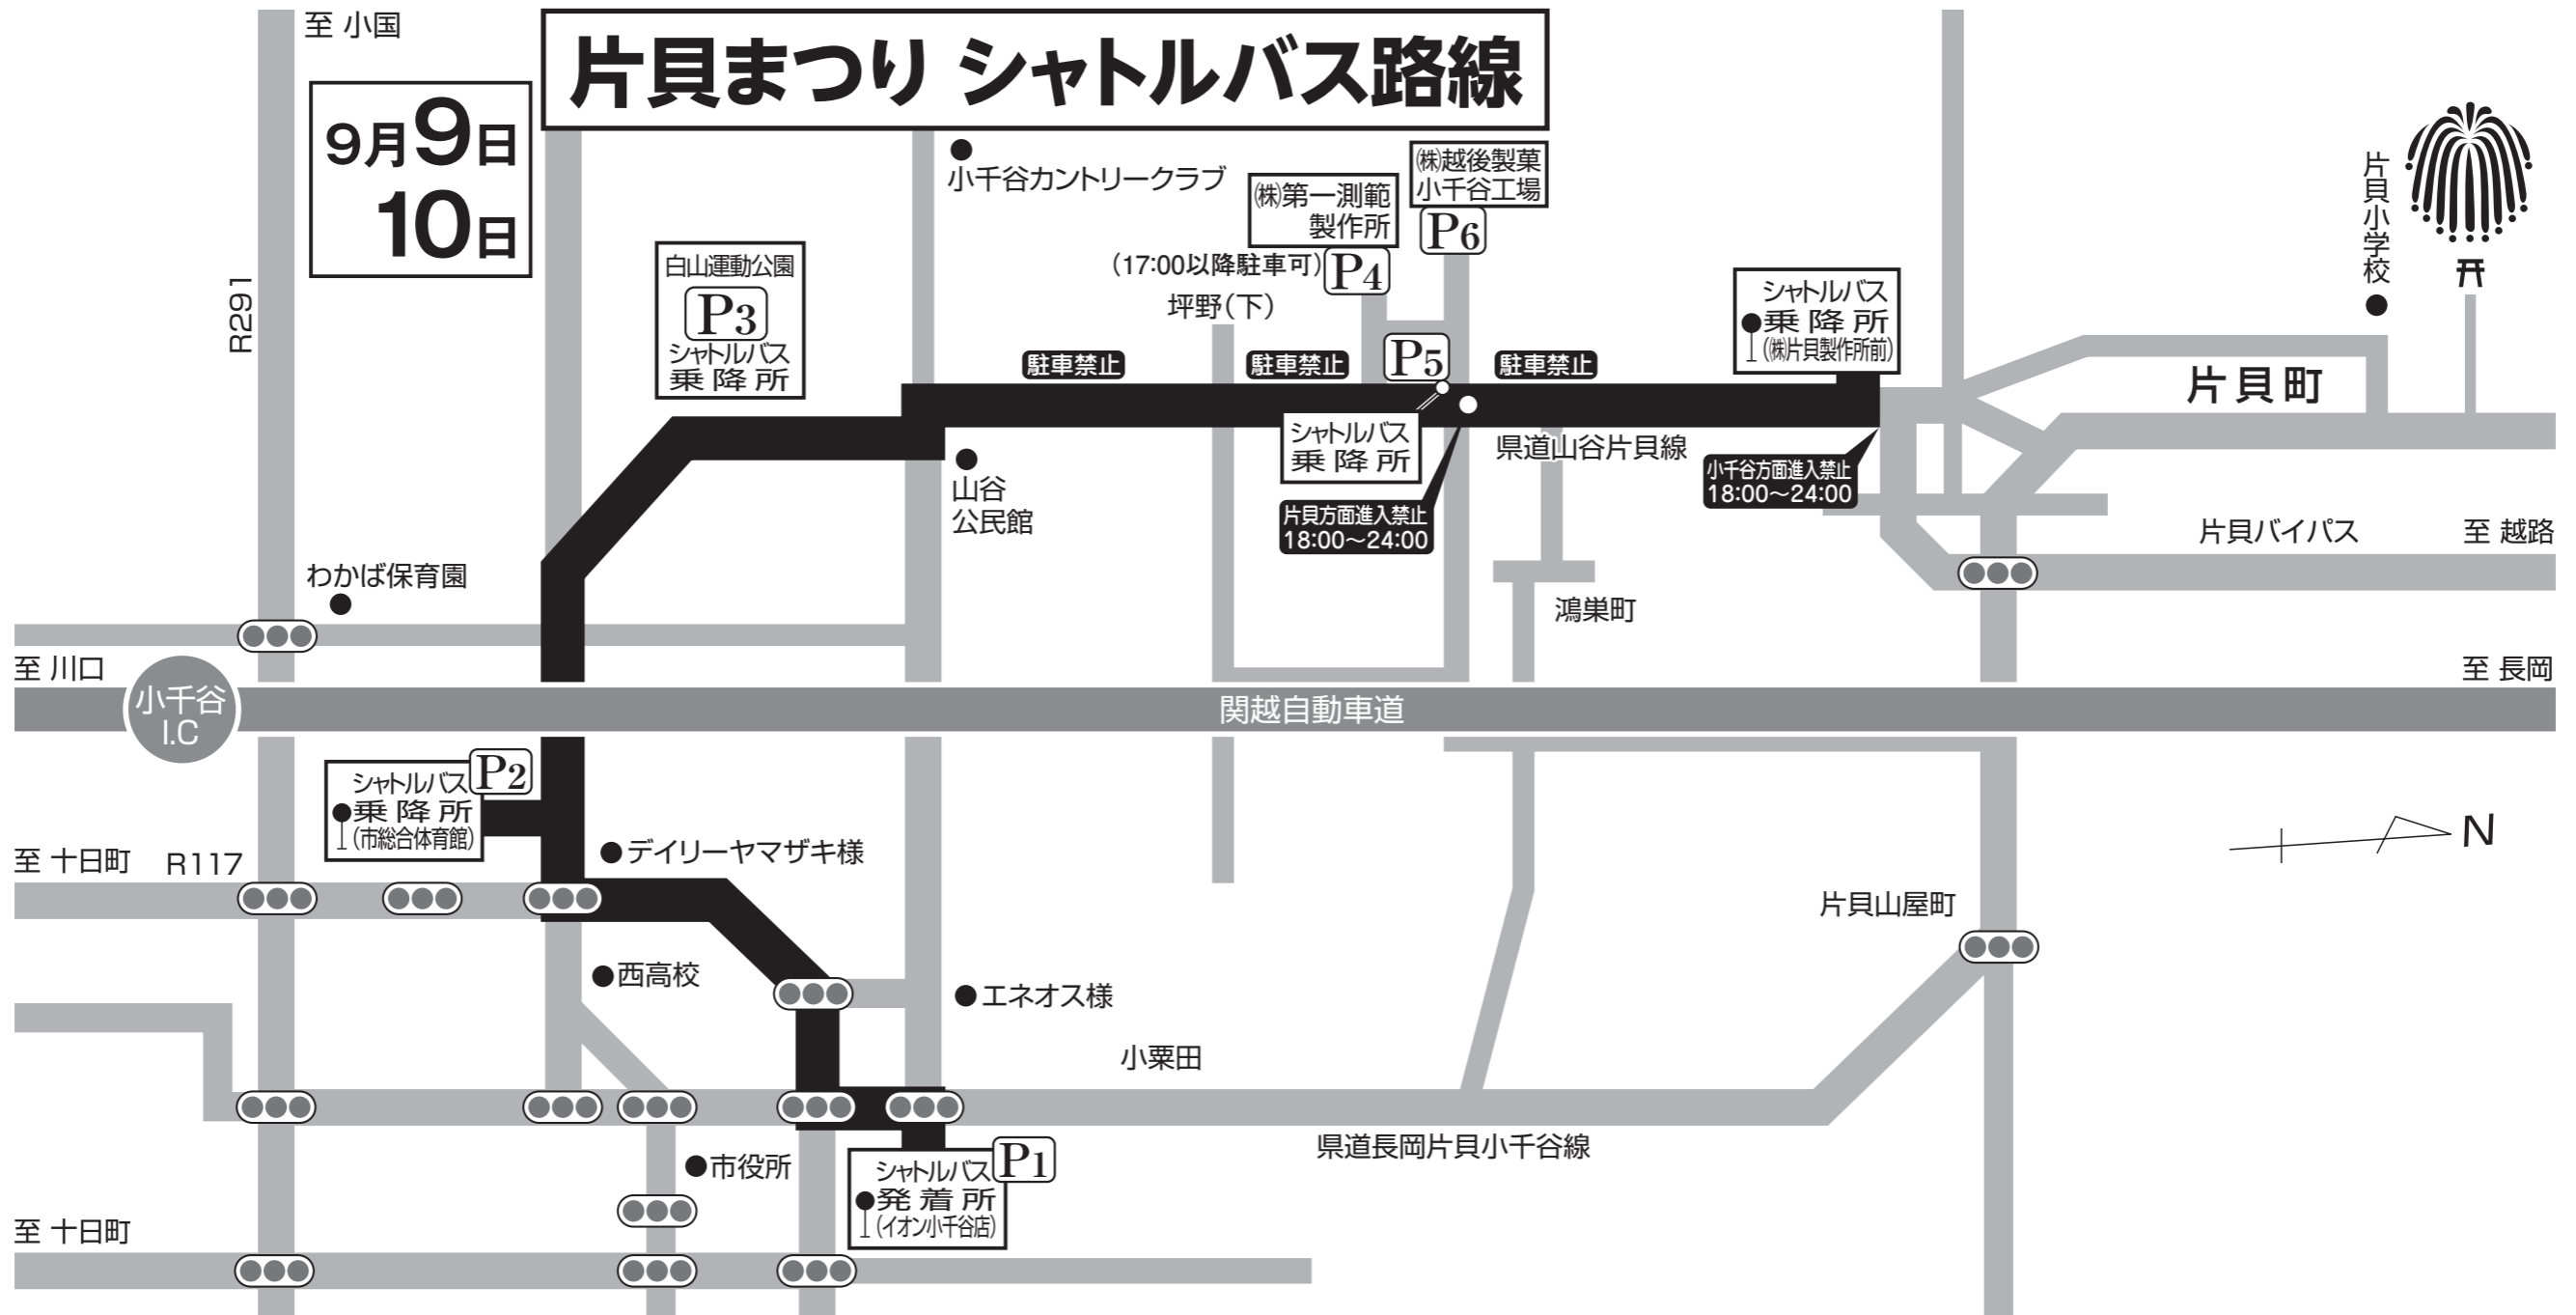 至 小国
片貝まつり シャトルバス路線
9月9日
10日
R291
小千谷カントリークラブ
㈱越後製菓
小千谷工場
P6
㈱第一測範
製作所
(17:00以降駐車可)
P4
坪野(下)
白山運動公園
P3
シャトルバス
乗降所
駐車禁止
駐車禁止
P5
駐車禁止
シャトルバス
乗降所
(㈱片貝製作所前)
片貝小学校
片貝町
シャトルバス
乗降所
県道山谷片貝線
小千谷方面進入禁止
18:00〜24:00
片貝方面進入禁止
18:00〜24:00
山谷
公民館
片貝バイパス
至 越路
わかば保育園
鴻巣町
至 川口
至 長岡
小千谷
I.C
関越自動車道
P2
シャトルバス
乗降所
(市総合体育館)
デイリーヤマザキ様
至 十日町
R117
N
片貝山屋町
西高校
エネオス様
小粟田
県道長岡片貝小千谷線
市役所
P1
シャトルバス
発着所
(イオン小千谷店)
至 十日町